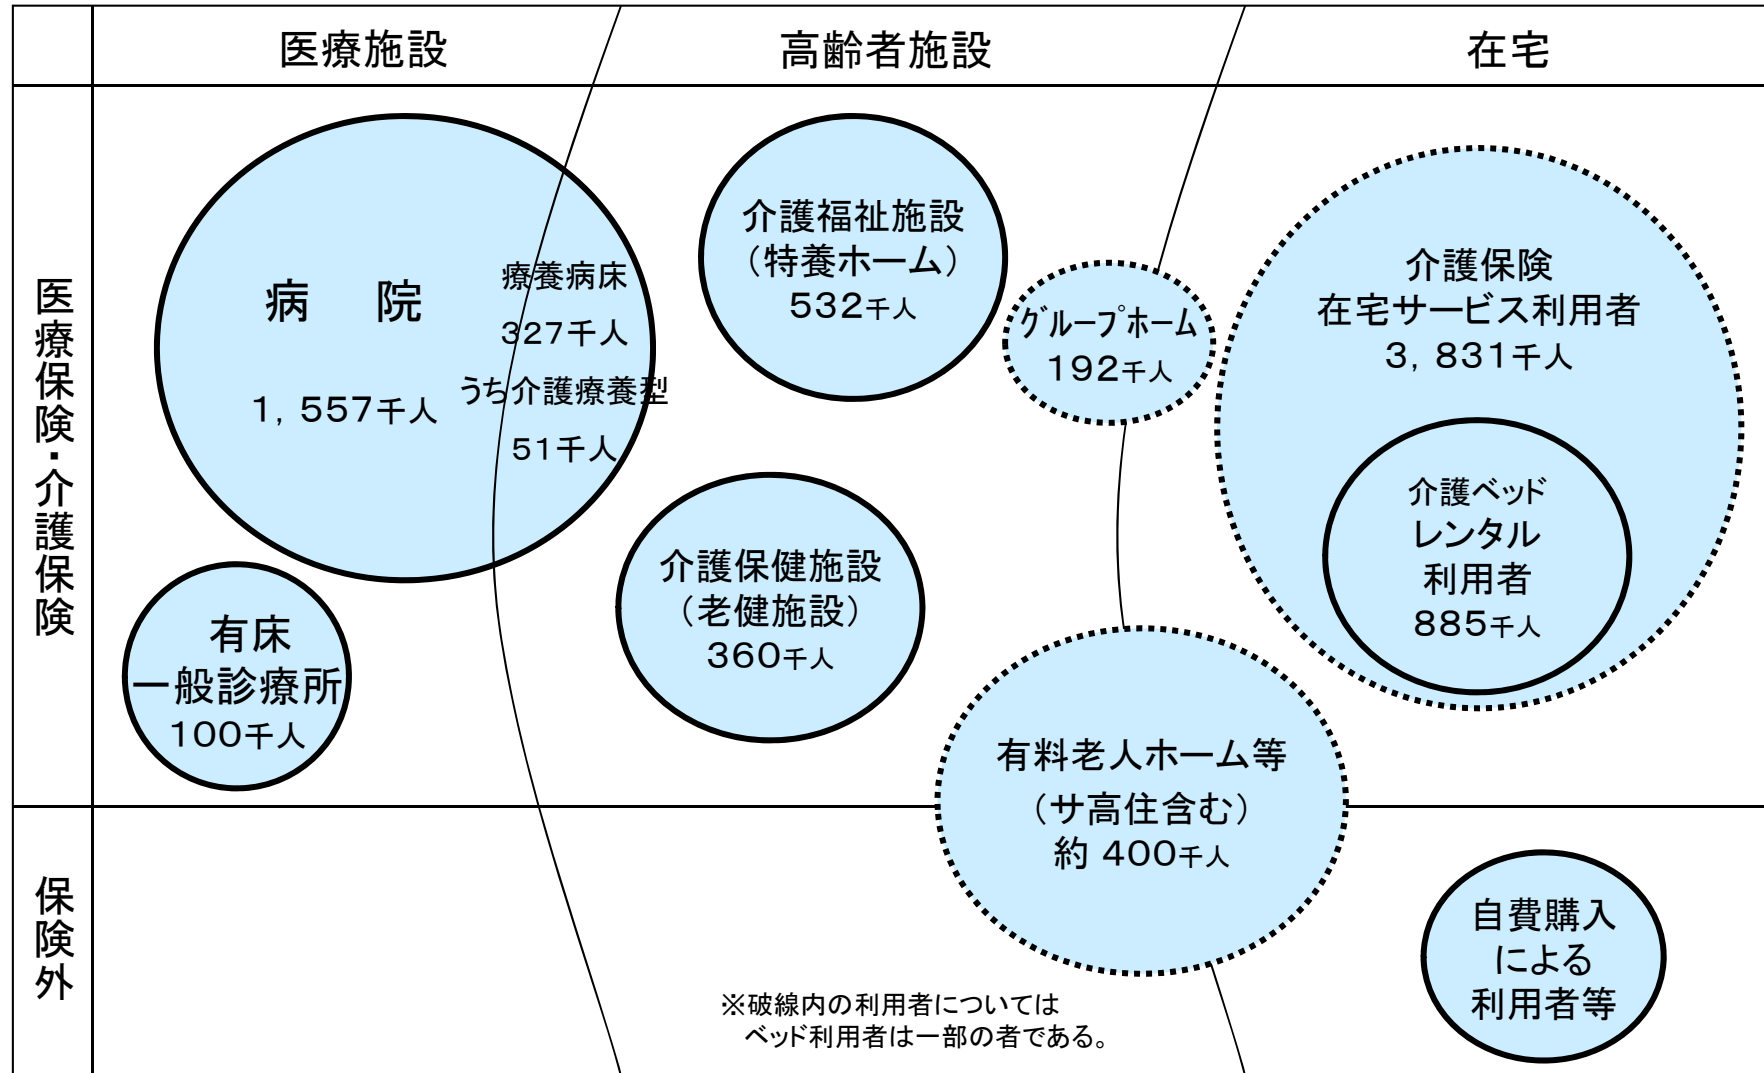 医療施設
高齢者施設
在宅
医療保険・介護保険
病　院
1，557千人
療養病床
327千人
うち介護療養型
51千人
有床
一般診療所
100千人
介護福祉施設
（特養ホーム）
532千人
介護保健施設
（老健施設）
360千人
ｸﾞﾙｰﾌﾟﾎｰﾑ
192千人
介護保険
在宅サービス利用者
3，831千人
介護ベッド
レンタル
利用者
885千人
有料老人ホーム等
（サ高住含む）
約 400千人
保険外
自費購入
による
利用者等
※破線内の利用者については
ベッド利用者は一部の者である。